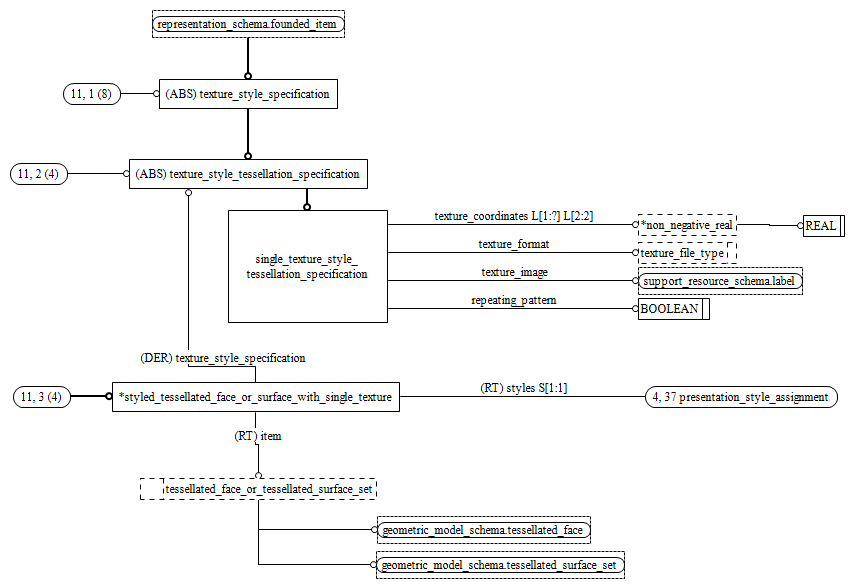 representation_schema.founded_item
11, 1 (8)
(ABS) texture_style_specification
11, 2 (4)
(ABS) texture_style_tessellation_specification
texture_coordinates L[1:?] L[2:2]
*non_negative_real
REAL
texture_format
texture_file_type
single_texture_style_
tessellation_specification
texture_image
support_resource_schema.label
repeating_pattern
BOOLEAN
(DER) texture_style_specification
11, 3 (4)
*styled_tessellated_face_or_surface_with_single_texture
(RT) styles S[1:1]
4, 37 presentation_style_assignment
(RT) item
tessellated_face_or_tessellated_surface_set
geometric_model_schema.tessellated_face
geometric_model_schema.tessellated_surface_set